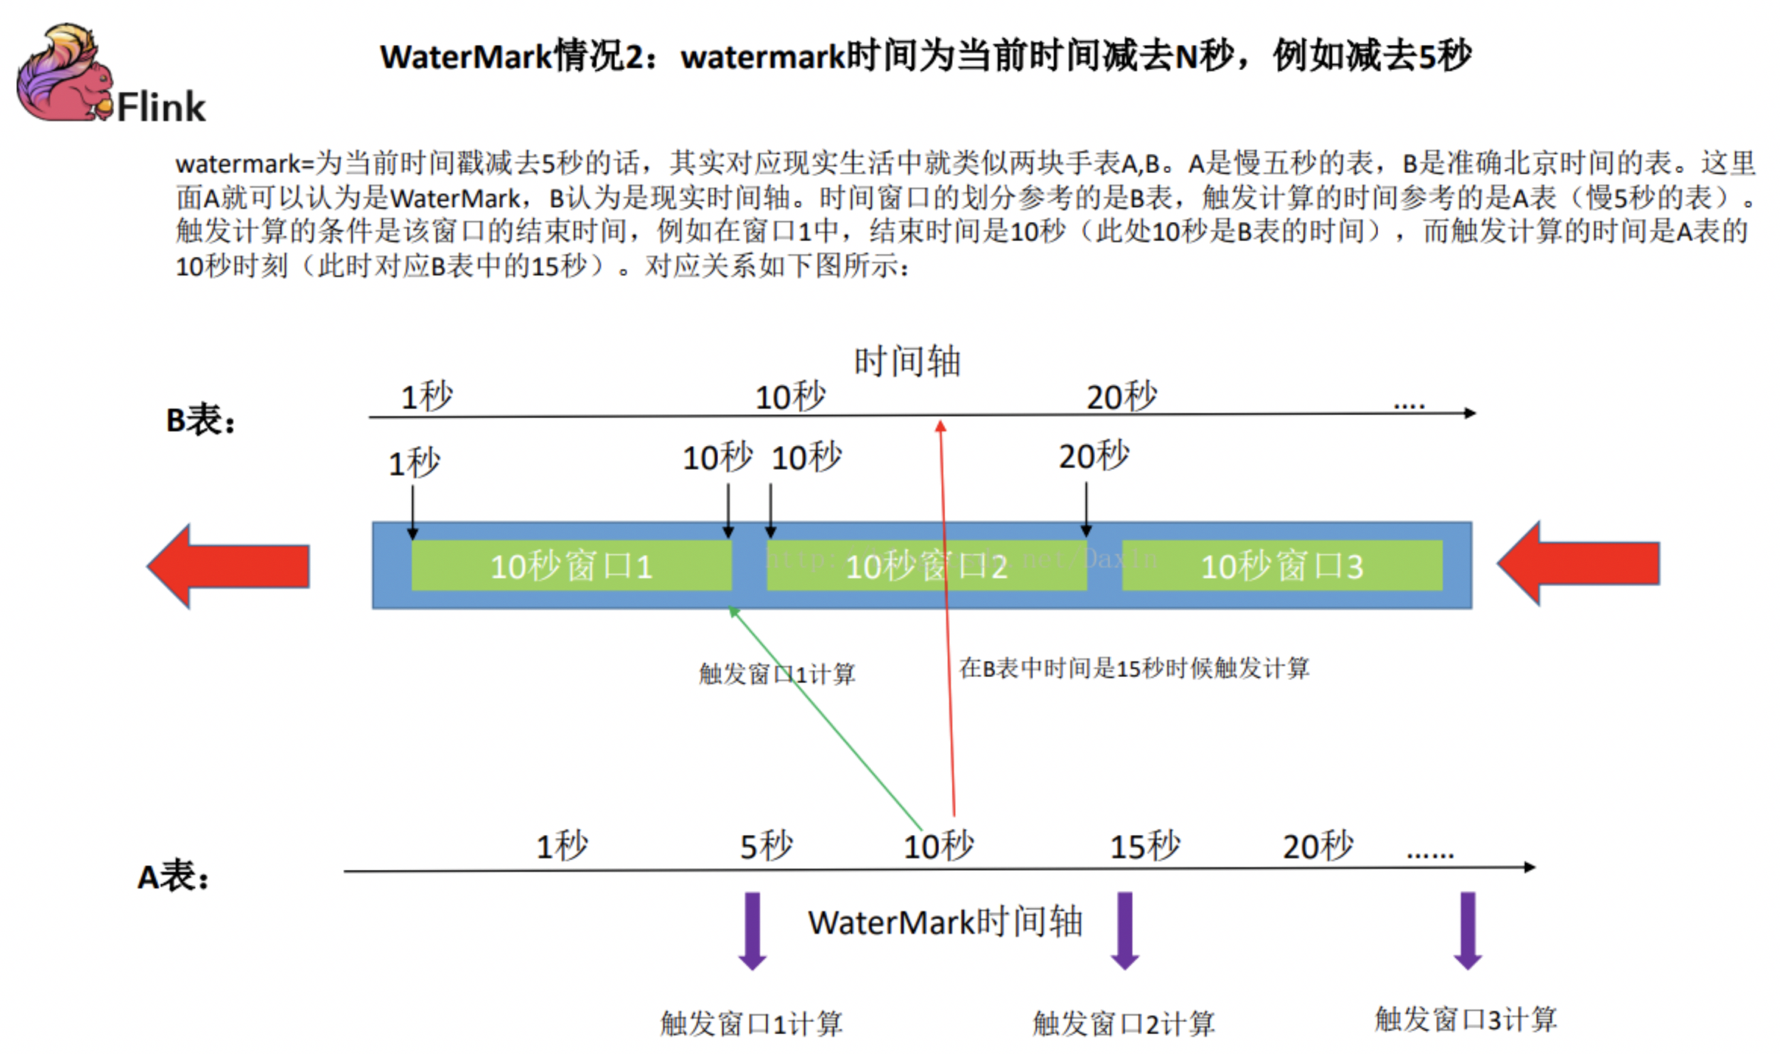 WaterMark情况2：watermark时间为当前时间减去N秒，例如减去5秒
Flink
watermark=为当前时间戳减去5秒的话，其实对应现实生活中就类似两块手表A,B。A是慢五秒的表，B是准确北京时间的表。这里
面A就可以认为是WaterMark，B认为是现实时间轴。时间窗口的划分参考的是B表，触发计算的时间参考的是A表（慢5秒的表）。
触发计算的条件是该窗口的结束时间，例如在窗口1中，结束时间是10秒（此处10秒是B表的时间），而触发计算的时间是A表的
10秒时刻（此时对应B表中的15秒）。对应关系如下图所示：
时间轴
1秒 10秒 20秒 ....
B表：
1秒 10秒 10秒 20秒
10秒窗口1 10秒窗口2 10秒窗口3
触发窗口1计算 在B表中时间是15秒时候触发计算
1秒 5秒 10秒 15秒 20秒 ......
A表：
WaterMark时间轴
触发窗口1计算 触发窗口2计算 触发窗口3计算